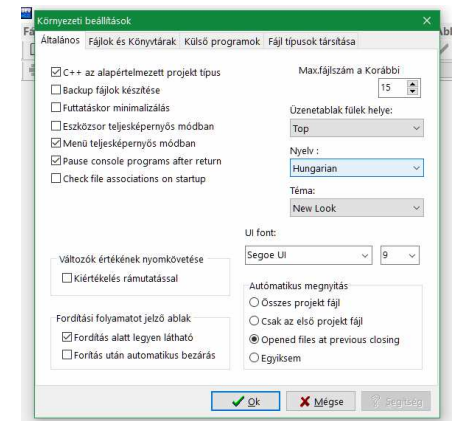 Környezeti beállítások
Általános Fájlok és Könyvtárak Külső programok Fájl típusok társítása
C++ az alapértelmezett projekt típus
Backup fájlok készítése
Futtatáskor minimalizálás
Eszközsor teljesképernyős módban
Menü teljesképernyős módban
Pause console programs after return
Check file associations on startup
Max.fájlszám a Korábbi
15
Üzenetablak fülek helye:
Top
Nyelv :
Hungarian
Téma:
New Look
UI font:
Segoe UI 9
Változók értékének nyomkövetése
Kiértékelés rámutatással
Fordítási folyamatot jelző ablak
Fordítás alatt legyen látható
Forítás után automatikus bezárás
Autómatikus megnyitás
Összes projekt fájl
Csak az első projekt fájl
Opened files at previous closing
Egyiksem
Ok Mégse Segítség